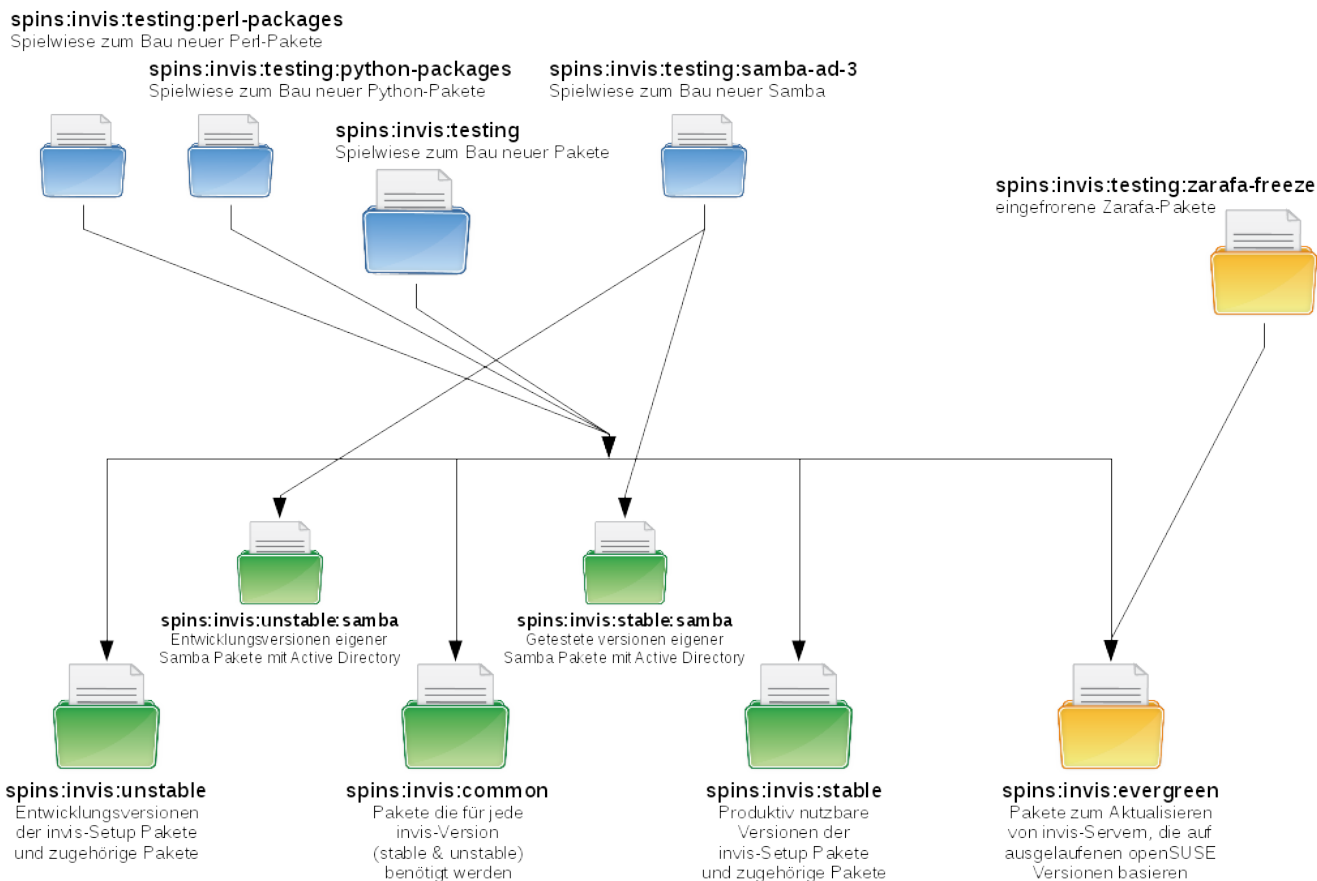 spins:invis:testing:perl-packages
Spielwiese zum Bau neuer Perl-Pakete
spins:invis:testing:python-packages
Spielwiese zum Bau neuer Python-Pakete
spins:invis:testing:samba-ad-3
Spielwiese zum Bau neuer Samba
spins:invis:testing
Spielwiese zum Bau neuer Pakete
spins:invis:testing:zarafa-freeze
eingefrorene Zarafa-Pakete
spins:invis:unstable:samba
Entwicklungsversionen eigener
Samba Pakete mit Active Directory
spins:invis:stable:samba
Getestete versionen eigener
Samba Pakete mit Active Directory
spins:invis:unstable
Entwicklungsversionen
der invis-Setup Pakete
und zugehörige Pakete
spins:invis:common
Pakete die für jede
invis-Version
(stable & unstable)
benötigt werden
spins:invis:stable
Produktiv nutzbare
Versionen der
invis-Setup Pakete
und zugehörige Pakete
spins:invis:evergreen
Pakete zum Aktualisieren
von invis-Servern, die auf
ausgelaufenen openSUSE
Versionen basieren